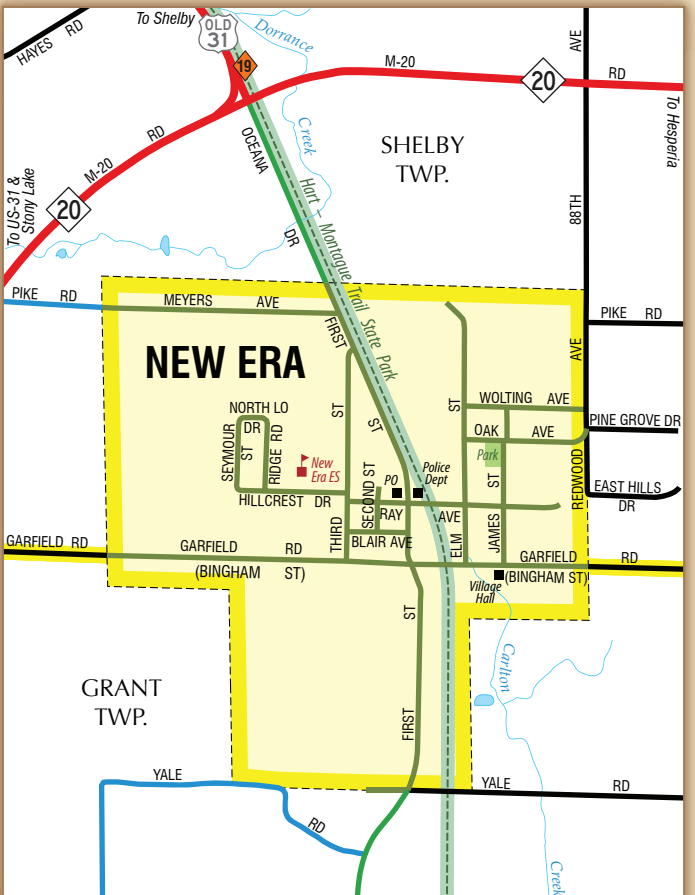 HAYES RD
To Shelby
OLD
31
19
Dorrance
Creek
M-20
20
RD
AVE
To Hesperia
M-20
RD
20
To US-31 &
Stony Lake
OCEANA
DR
SHELBY
TWP.
88TH
Hart - Montague Trail State Park
PIKE RD
MEYERS AVE
FIRST
ST
PIKE RD
AVE
NEW ERA
ST
ST
WOLTING AVE
OAK AVE
PINE GROVE DR
NORTH LO
DR
SEYMOUR
ST
RIDGE RD
New
Era ES
HILLCREST DR
SECOND ST
PO
Police
Dept
Park
ST
REDWOOD
EAST HILLS
DR
RAY
AVE
BLAIR AVE
THIRD
ELM
JAMES
GARFIELD RD
GARFIELD RD
(BINGHAM ST)
GARFIELD
(BINGHAM ST)
RD
Village
Hall
ST
FIRST
Carlton
Creek
GRANT
TWP.
YALE
RD
YALE RD